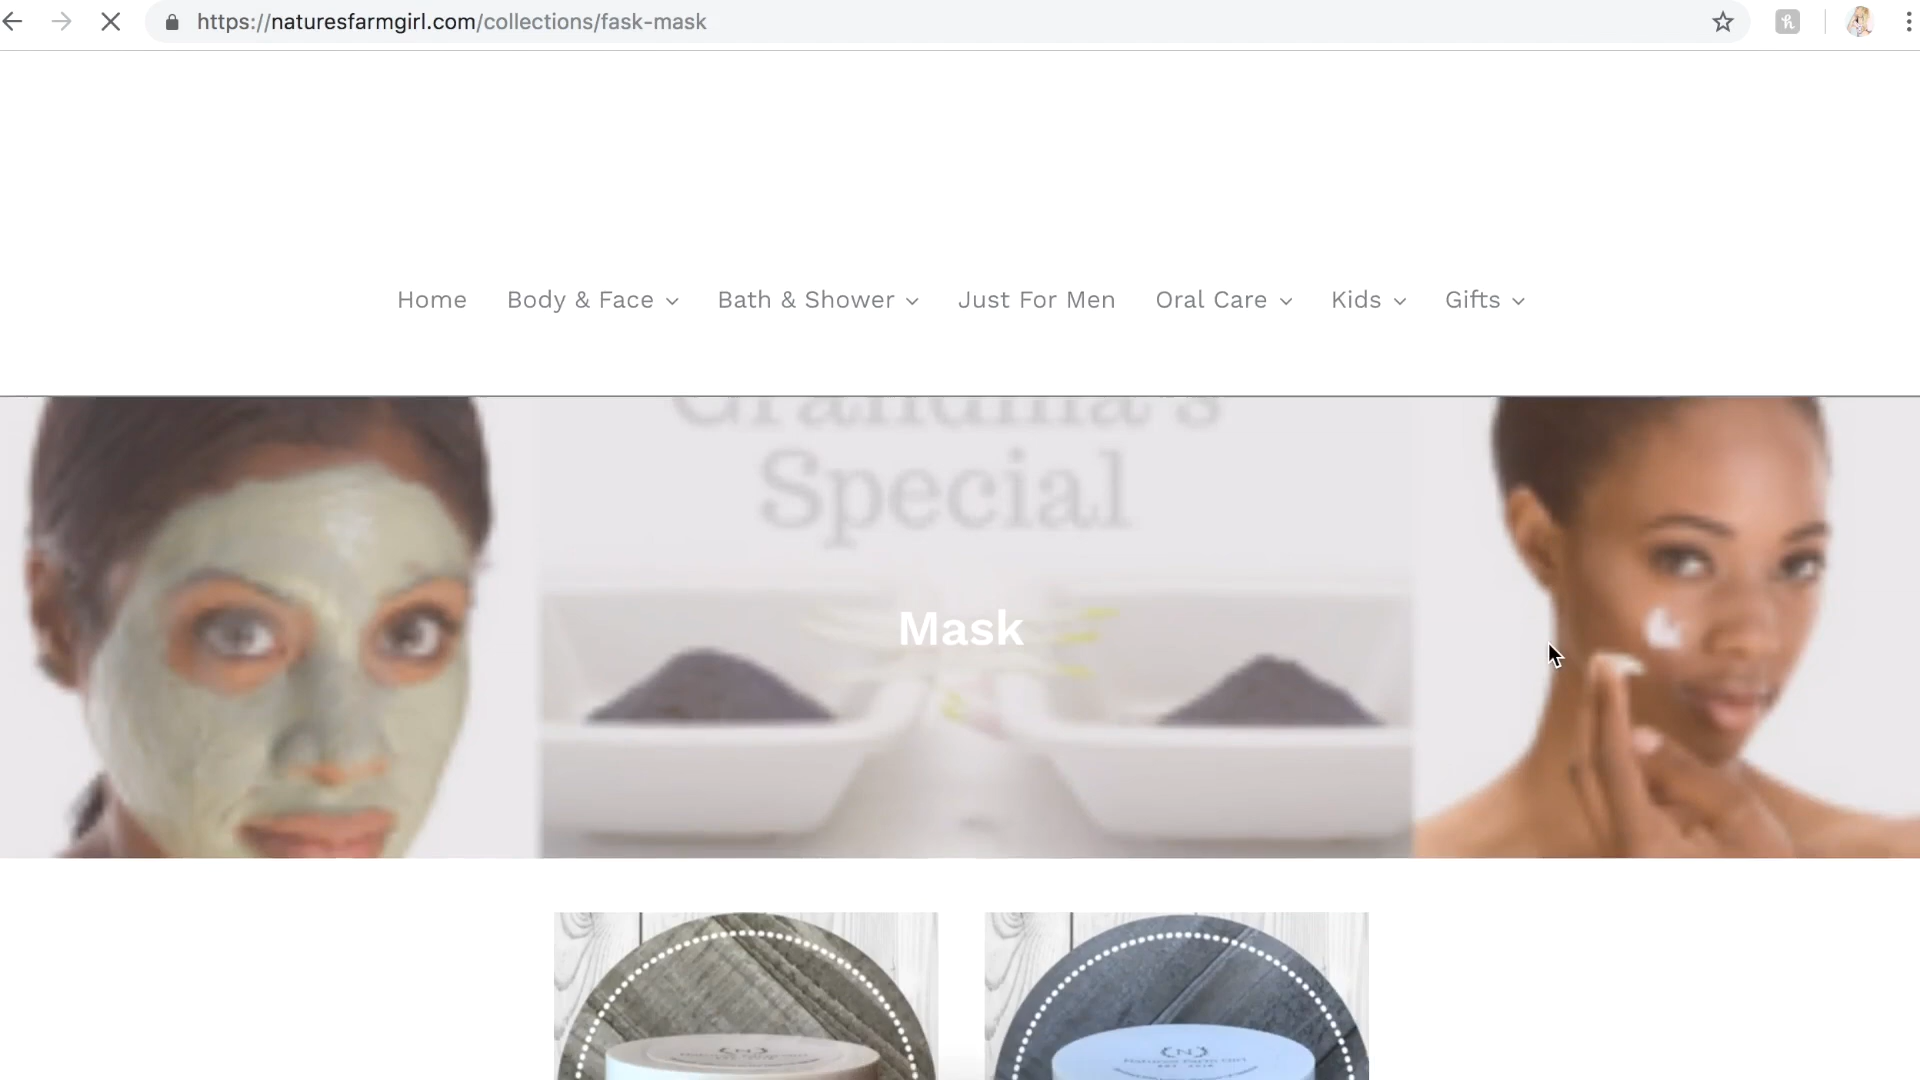 https://naturesfarmgirl.com/collections/fask-mask
Home Body & Face Bath & Shower Just For Men Oral Care Kids Gifts
Grandma's
Special
Mask
N
N